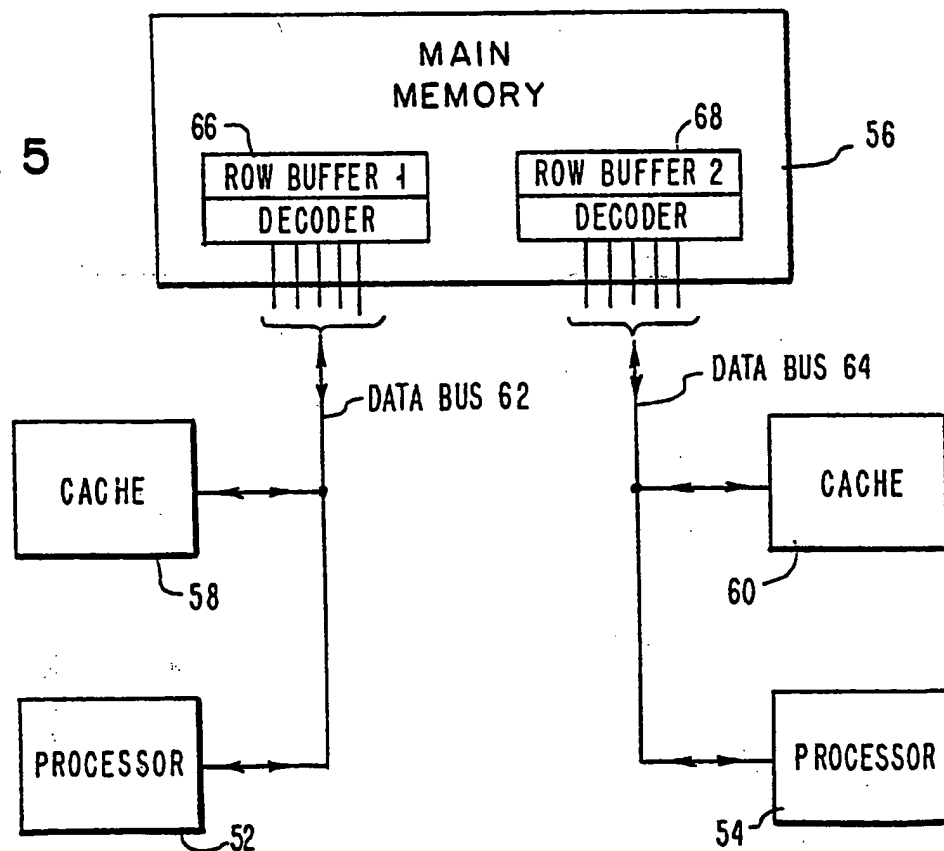 MAIN
MEMORY
66
68
56
5
ROW BUFFER 1
ROW BUFFER 2
DECODER
DECODER
DATA BUS 62
DATA BUS 64
CACHE
CACHE
58
60
PROCESSOR
PROCESSOR
52
54